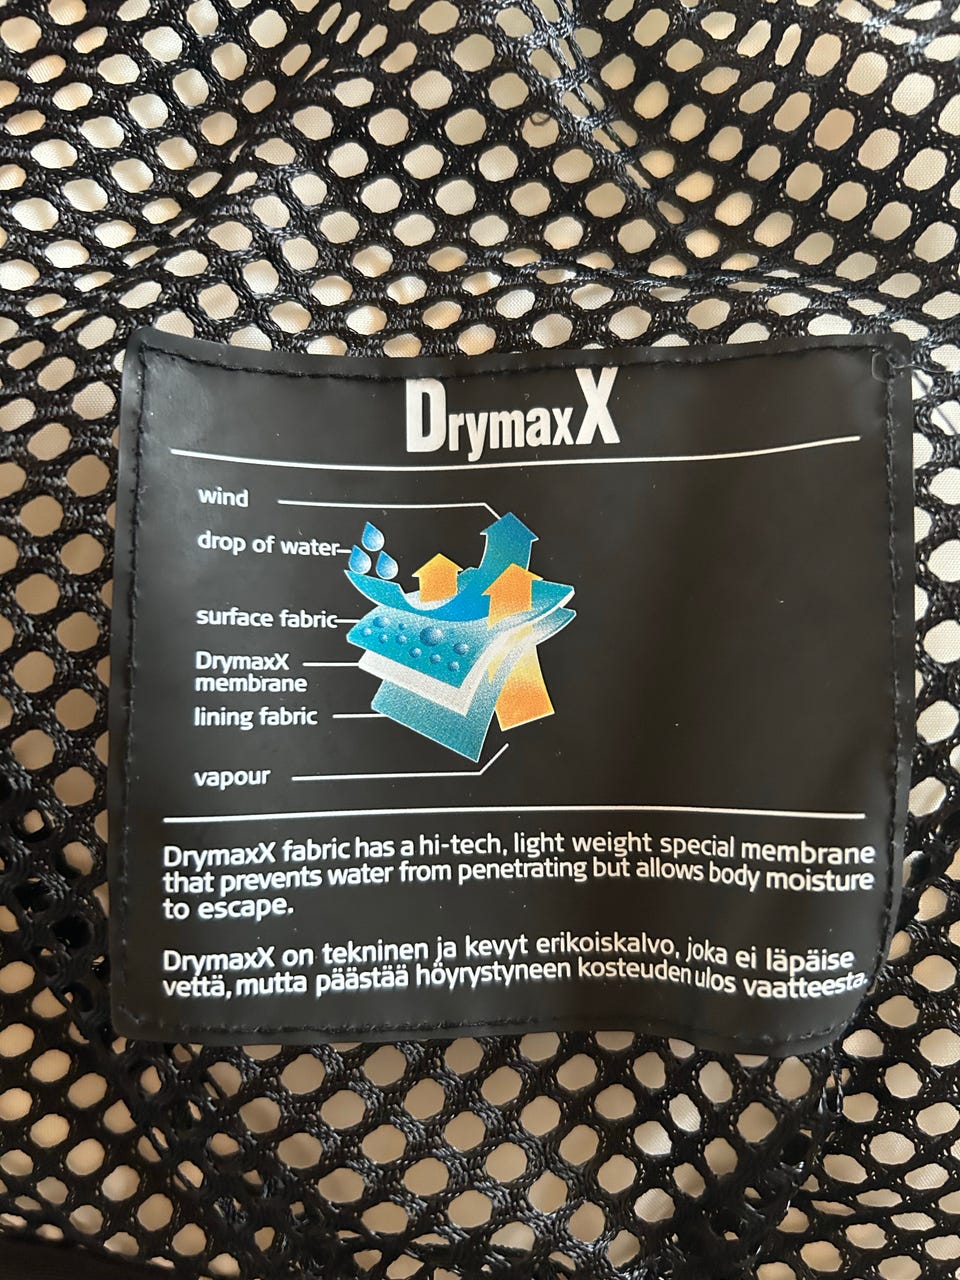 DrymaxX
wind
drop of water
surface fabric
DrymaxX
membrane
lining fabric
vapour
DrymaxX fabric has a hi-tech, light weight special membrane
that prevents water from penetrating but allows body moisture
to escape.
DrymaxX on tekninen ja kevyt erikoiskalvo, joka ei läpäise
vettä, mutta päästää höyrystyneen kosteuden ulos vaatteesta.